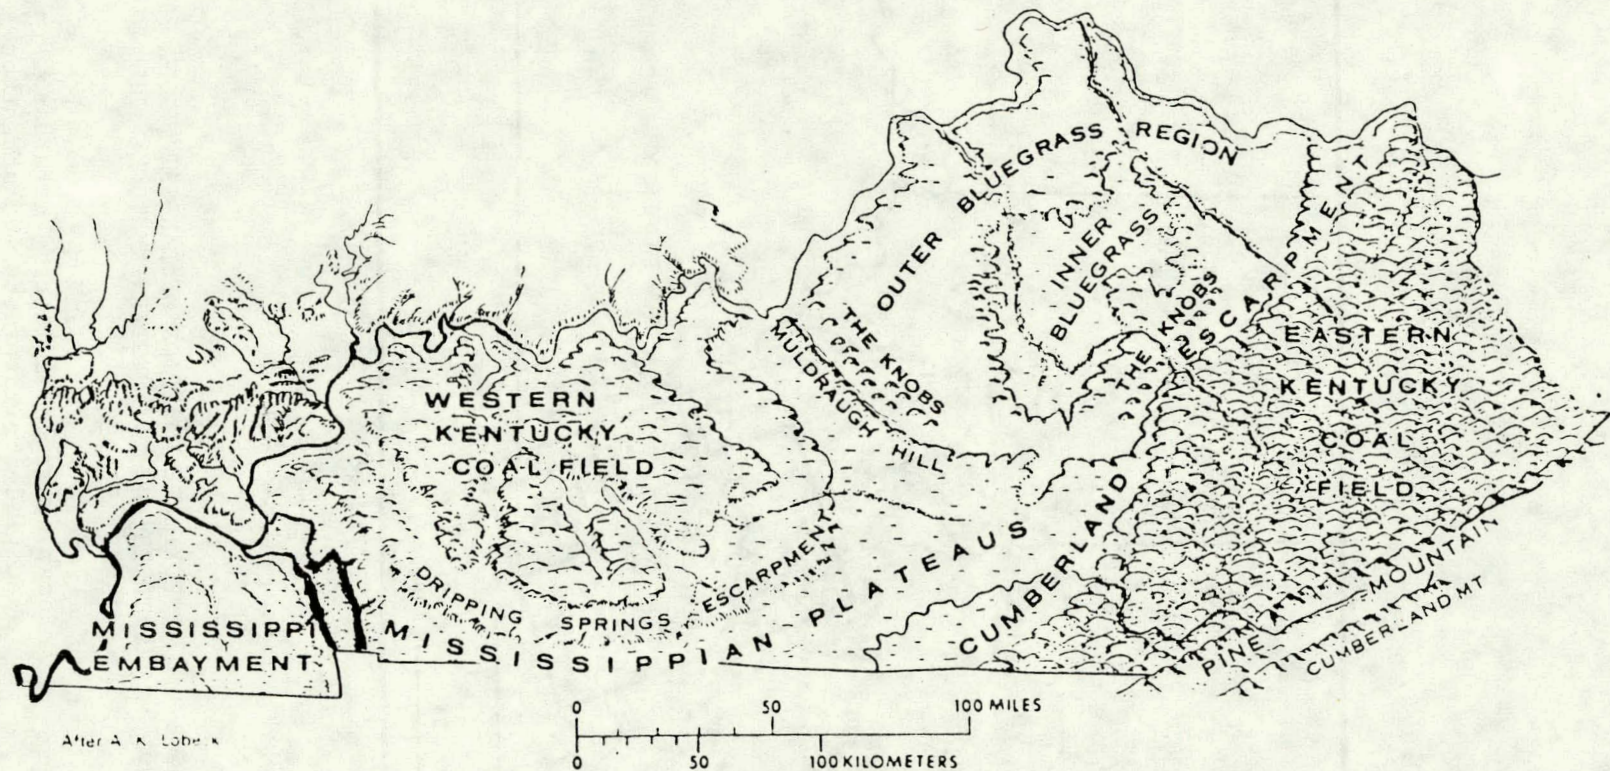 OUTER BLUEGRASS REGION
INNER
BLUEGRASS
THE KNOBS
THE KNOBS
MULDRAUGH HILL
CUMBERLAND ESCARPMENT
EASTERN
KENTUCKY
COAL
FIELD
WESTERN
KENTUCKY
COAL FIELD
DRIPPING SPRINGS ESCARPMENT
MISSISSIPPIAN PLATEAUS
MISSISSIPPI
EMBAYMENT
PINE MOUNTAIN
CUMBERLAND MT
0 50 100 MILES
0 50 100 KILOMETERS
After A. K. Lobeck